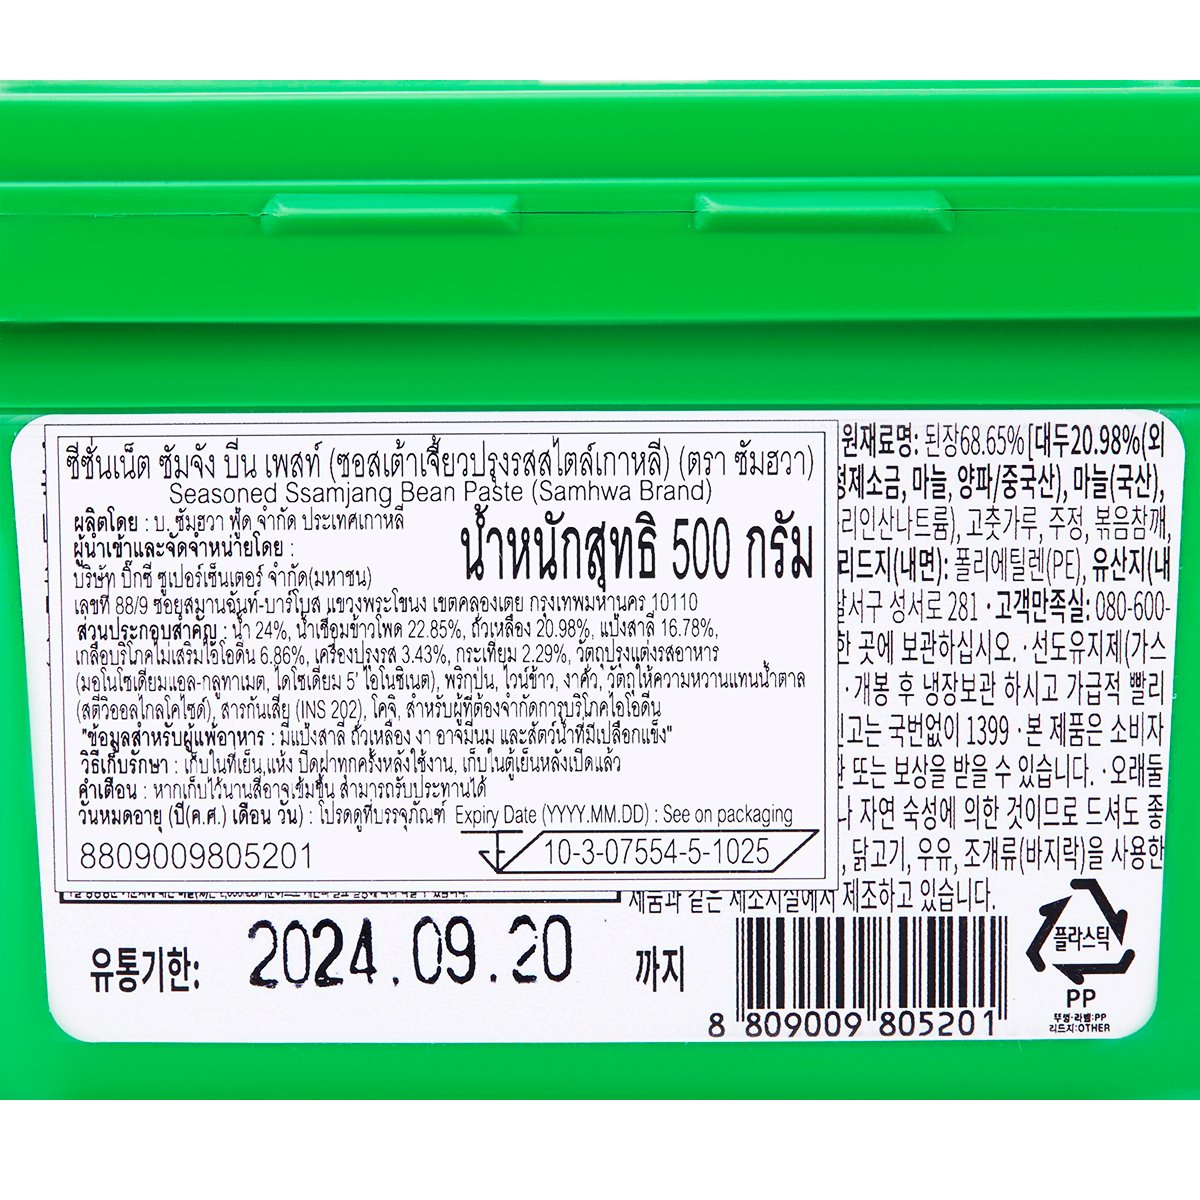 ซีซั่นเน็ต ซัมจัง บีน เพสท์ (ซอสเต้าเจี้ยวปรุงรสสไตล์เกาหลี) (ตรา ซัมฮวา)
Seasoned Ssamjang Bean Paste (Samhwa Brand)
ผลิตโดย : บ. ซัมฮวา ฟู้ด จำกัด ประเทศเกาหลี
ผู้นำเข้าและจัดจำหน่ายโดย :
น้ำหนักสุทธิ 500 กรัม
บริษัท บิ๊กซี ซูเปอร์เซ็นเตอร์ จำกัด(มหาชน)
เลขที่ 88/9 ซอยสมานฉันท์-บาร์โบส แขวงพระโขนง เขตคลองเตย กรุงเทพมหานคร 10110
ส่วนประกอบสำคัญ : น้ำ 24%, น้ำเชื่อมข้าวโพด 22.85%, ถั่วเหลือง 20.98%, แป้งสาลี 16.78%,
เกลือบริโภคไม่เสริมไอโอดีน 6.86%, เครื่องปรุงรส 3.43%, กระเทียม 2.29%, วัตถุปรุงแต่งรสอาหาร
(มอโนโซเดียมแอล-กลูทาเมต, ไดโซเดียม 5' ไอโนซิเนต), พริกป่น, ไวน์ข้าว, งาคั่ว, วัตถุให้ความหวานแทนน้ำตาล
(สตีวิออลไกลโคไซด์), สารกันเสีย (INS 202), โคจิ, สำหรับผู้ที่ต้องจำกัดการบริโภคไอโอดีน
"ข้อมูลสำหรับผู้แพ้อาหาร : มีแป้งสาลี ถั่วเหลือง งา อาจมีนม และสัตว์น้ำที่มีเปลือกแข็ง"
วิธีเก็บรักษา : เก็บในที่เย็น,แห้ง ปิดฝาทุกครั้งหลังใช้งาน, เก็บในตู้เย็นหลังเปิดแล้ว
คำเตือน : หากเก็บไว้นานสีอาจเข้มขึ้น สามารถรับประทานได้
วันหมดอายุ (ปี(ค.ศ.) เดือน วัน) : โปรดดูที่บรรจุภัณฑ์ Expiry Date (YYYY.MM.DD) : See on packaging
8809009805201
10-3-07554-5-1025
원재료명: 된장68.65%[대두20.98%(외
정제소금, 마늘, 양파/중국산), 마늘(국산),
리인산나트륨), 고춧가루, 주정, 볶음참깨,
리드지(내면): 폴리에틸렌(PE), 유산지(내
달서구 성서로 281 · 고객만족실: 080-600-
한 곳에 보관하십시오. · 선도유지제(가스
· 개봉 후 냉장보관 하시고 가급적 빨리
고는 국번없이 1399 · 본 제품은 소비자
또는 보상을 받을 수 있습니다. · 오래둘
나 자연 숙성에 의한 것이므로 드셔도 좋
, 닭고기, 우유, 조개류(바지락)을 사용한
제품과 같은 제조시설에서 제조하고 있습니다.
유통기한: 2024.09.20 까지
8 809009 805201
플라스틱
PP
뚜껑·라벨:PP
리드지:OTHER